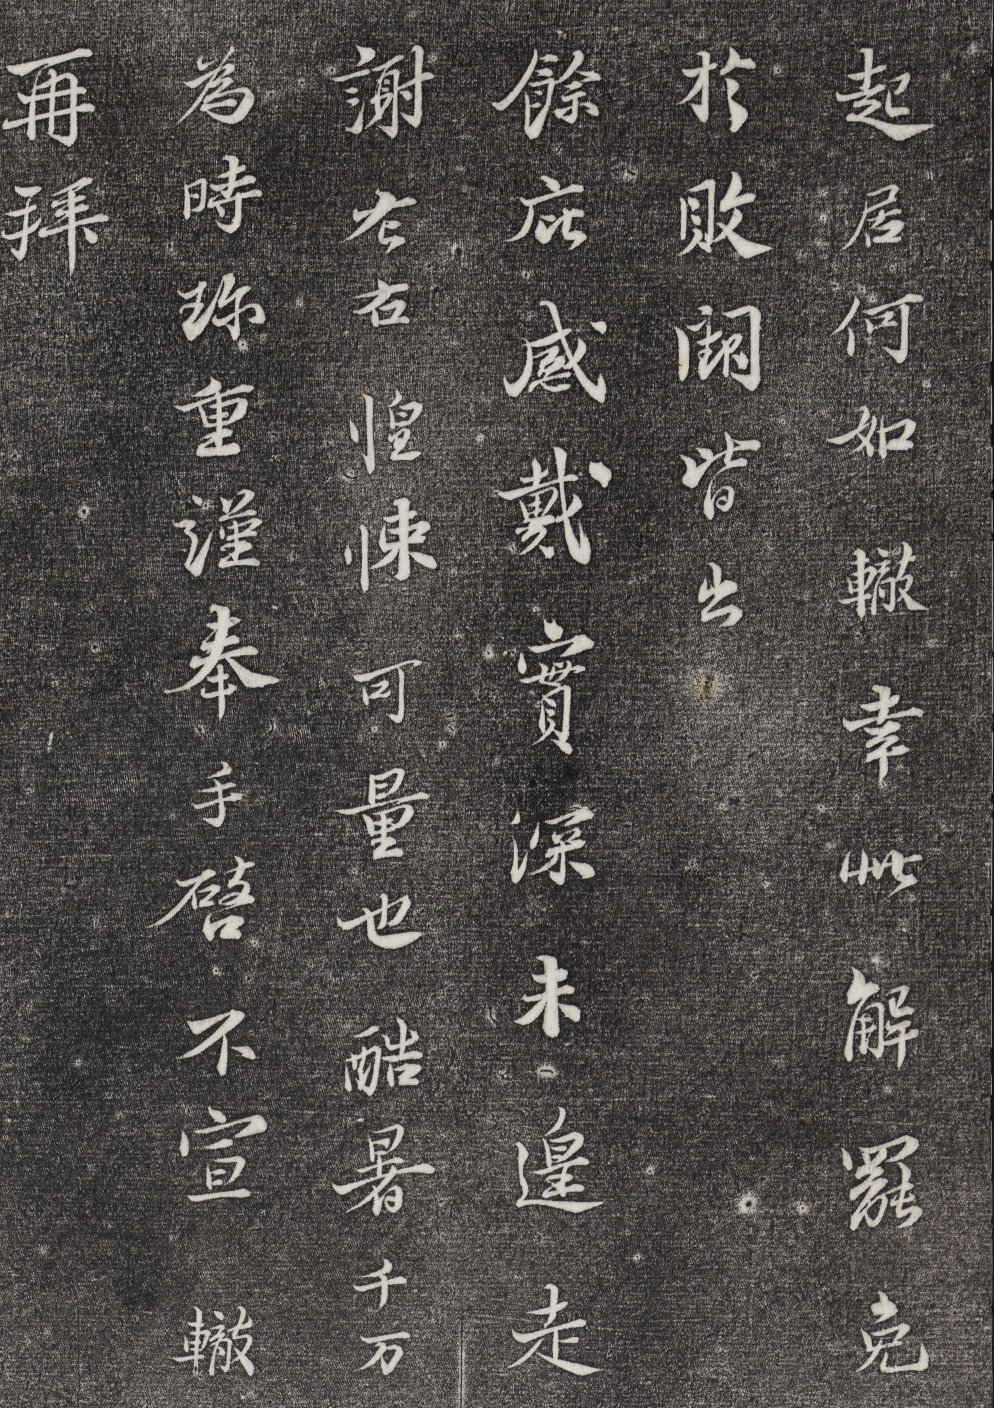 起居何如轍幸此解罷免
於敗闕皆出
餘庇感戴實深未遑走
謝左右惶悚可量也酷暑千万
為時珎重謹奉手啓不宣轍
再拜